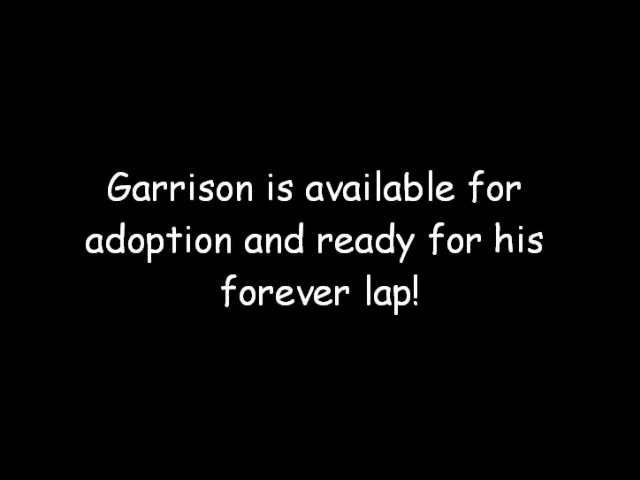 Garrison is available for
adoption and ready for his
forever lap!